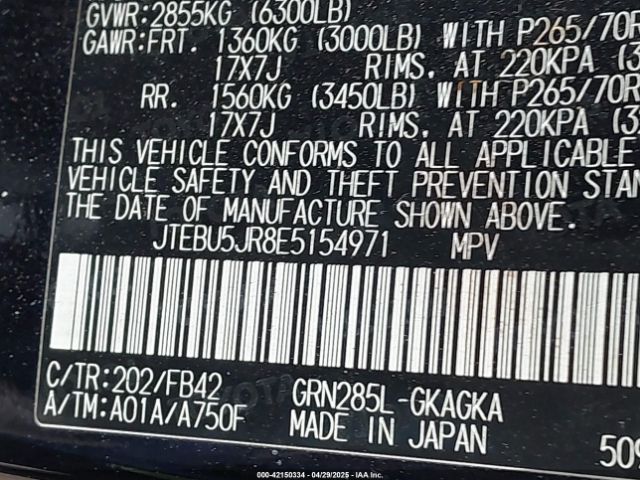 GVWR:2855KG (6300LB)
GAWR:FRT. 1360KG (3000LB) WITH P265/70R
17X7J RIMS. AT 220KPA (3
RR. 1560KG (3450LB) WITH P265/70R
17X7J RIMS. AT 220KPA (3
THIS VEHICLE CONFORMS TO ALL APPLICABLE
VEHICLE SAFETY AND THEFT PREVENTION STAN
THE DATE OF MANUFACTURE SHOWN ABOVE.
JTEBU5JR8E5154971 MPV
C/TR:202/FB42 GRN285L-GKAGKA
A/TM:A01A/A750F MADE IN JAPAN
509
000-42150334 04/29/2025 - IAAI.COM